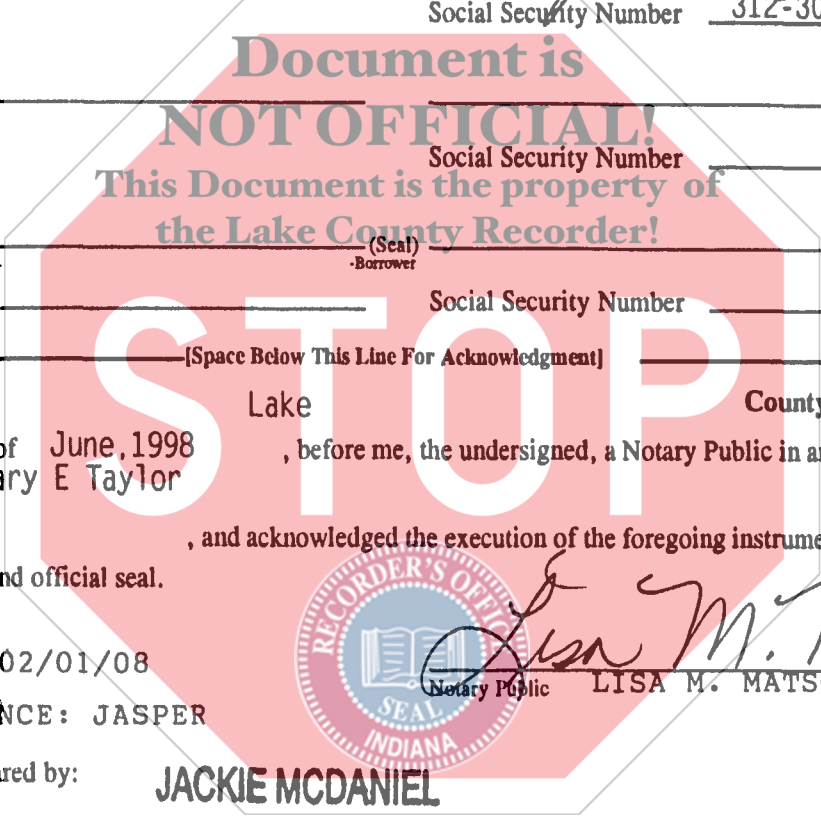 Social Security Number 312-30
Document is
NOT OFFICIAL!
Social Security Number
This Document is the property of
the Lake County Recorder!
(Seal)
-Borrower
Social Security Number
STOP
[Space Below This Line For Acknowledgment]
Lake County
of June, 1998 , before me, the undersigned, a Notary Public in a
ary E Taylor
, and acknowledged the execution of the foregoing instrume
nd official seal.
RECORDER'S OFFIC
SEAL
INDIANA
02/01/08
Lisa M.
Notary Public LISA M. MATS
NCE: JASPER
red by: JACKIE MCDANIEL